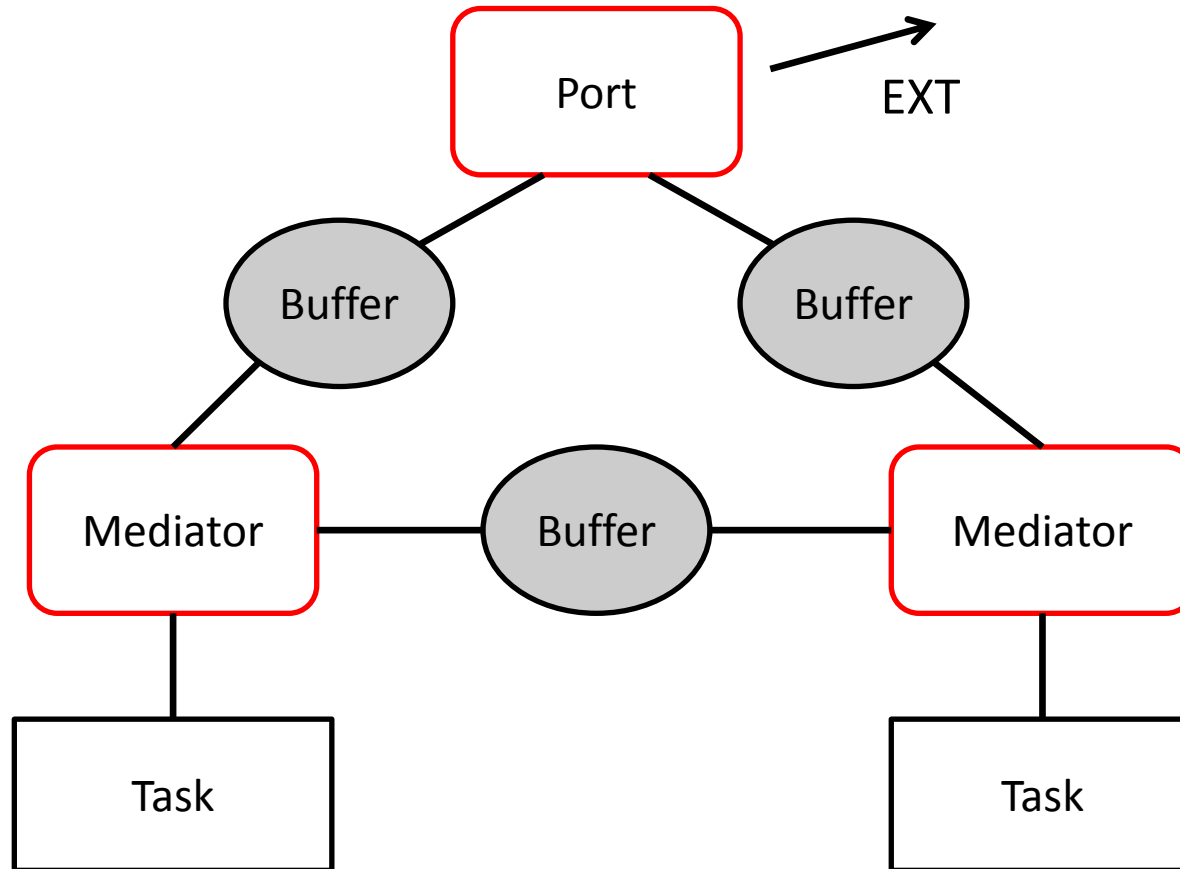 Port
EXT
Buffer
Buffer
Mediator
Buffer
Mediator
Task
Task